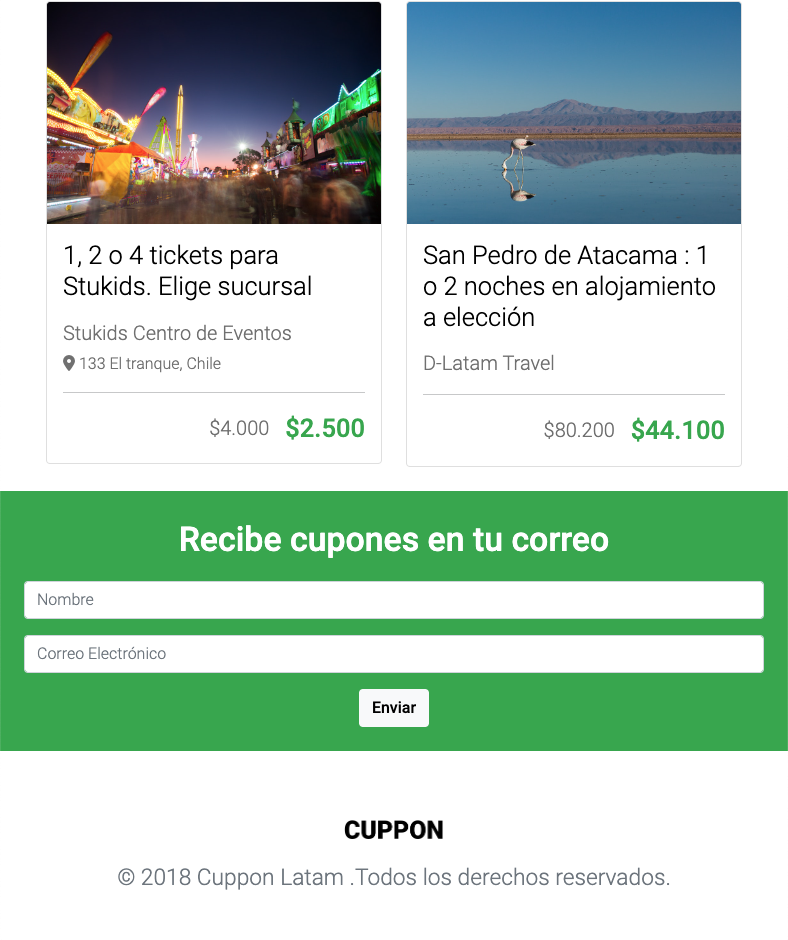 1, 2 o 4 tickets para
Stukids. Elige sucursal
Stukids Centro de Eventos
133 El tranque, Chile
$4.000 $2.500
San Pedro de Atacama : 1
o 2 noches en alojamiento
a elección
D-Latam Travel
$80.200 $44.100
Recibe cupones en tu correo
Nombre
Correo Electrónico
Enviar
CUPPON
© 2018 Cuppon Latam .Todos los derechos reservados.